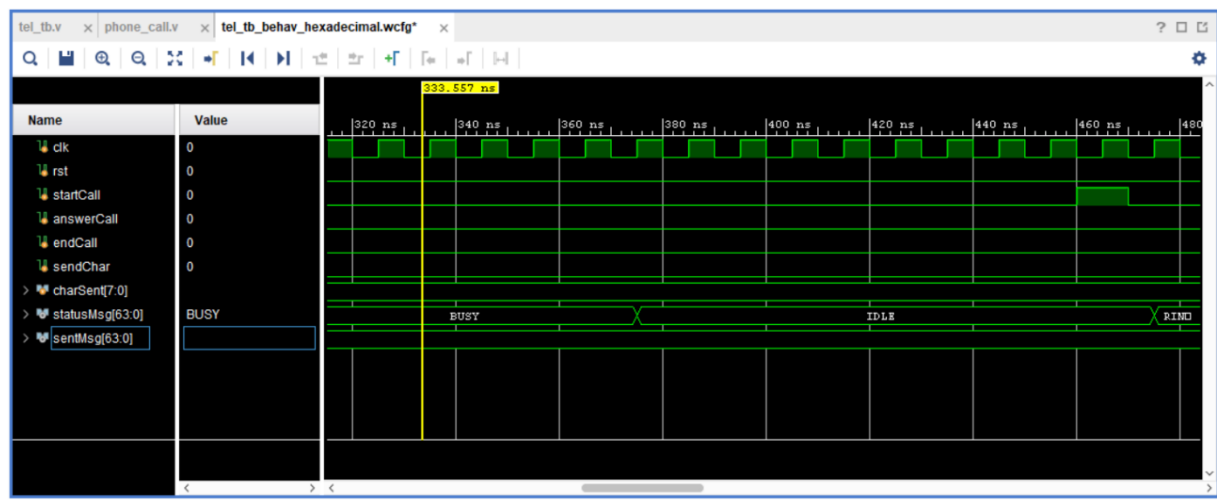 tel_tb.v × phone_call.v × tel_tb_behav_hexadecimal.wcfg* ×
?
333.557 ns
Name Value
320 ns 340 ns 360 ns 380 ns 400 ns 420 ns 440 ns 460 ns 480
clk 0
rst 0
startCall 0
answerCall 0
endCall 0
sendChar 0
> charSent[7:0]
> statusMsg[63:0] BUSY BUSY IDLE
> sentMsg[63:0]